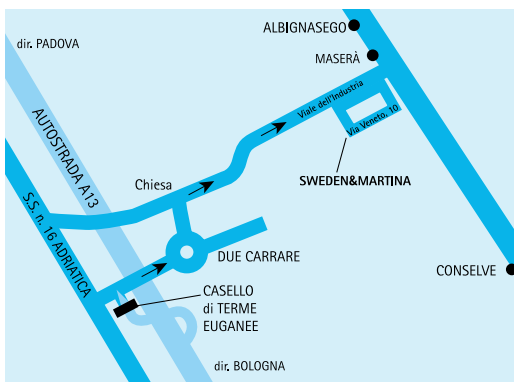 ALBIGNASEGO
dir. PADOVA
MASERÀ
AUTOSTRADA A13
Viale dell'Industria
Via Veneto, 10
Chiesa
SWEDEN&MARTINA
S.S. n. 16 ADRIATICA
DUE CARRARE
CONSELVE
CASELLO
di TERME
EUGANEE
dir. BOLOGNA